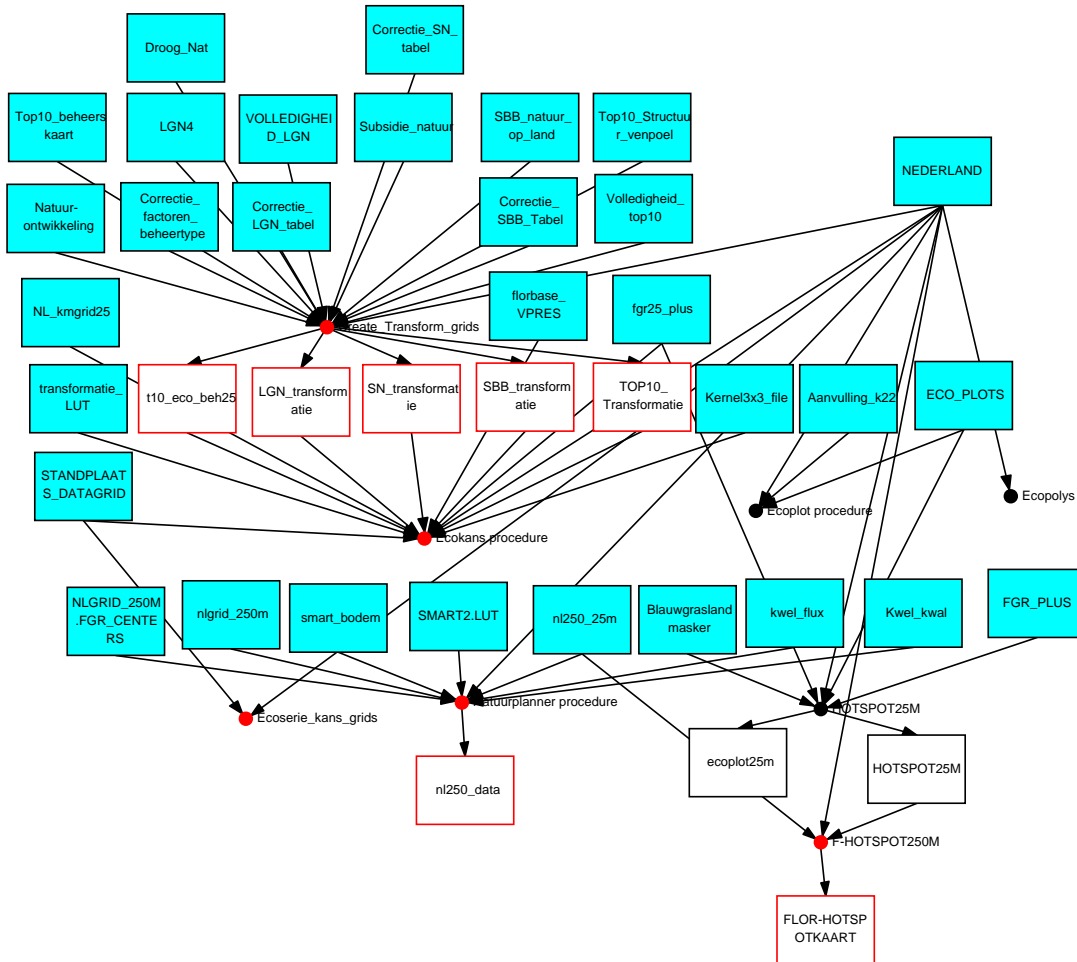 Correctie_SN_
tabel
Droog_Nat
Top10_beheers
kaart
LGN4
VOLLEDIGHEI
D_LGN
Subsidie_natuur
SBB_natuur_
op_land
Top10_Structuu
r_venpoel
NEDERLAND
Natuur-
ontwikkeling
Correctie_
factoren_
beheertype
Correctie_
LGN_tabel
Correctie_
SBB_Tabel
Volledigheid_
top10
NL_kmgrid25
florbase_
VPRES
fgr25_plus
Create_Transform_grids
transformatie_
LUT
t10_eco_beh25
LGN_transform
atie
SN_transformat
ie
SBB_transform
atie
TOP10_
Transformatie
Kernel3x3_file
Aanvulling_k22
ECO_PLOTS
STANDPLAAT
S_DATAGRID
Ecopolys
Ecoplot procedure
Ecokans procedure
NLGRID_250M
.FGR_CENTE
RS
nlgrid_250m
smart_bodem
SMART2.LUT
nl250_25m
Blauwgrasland
masker
kwel_flux
Kwel_kwal
FGR_PLUS
Ecoserie_kans_grids
Natuurplanner procedure
HOTSPOT25M
ecoplot25m
HOTSPOT25M
nl250_data
F-HOTSPOT250M
FLOR-HOTSP
OTKAART